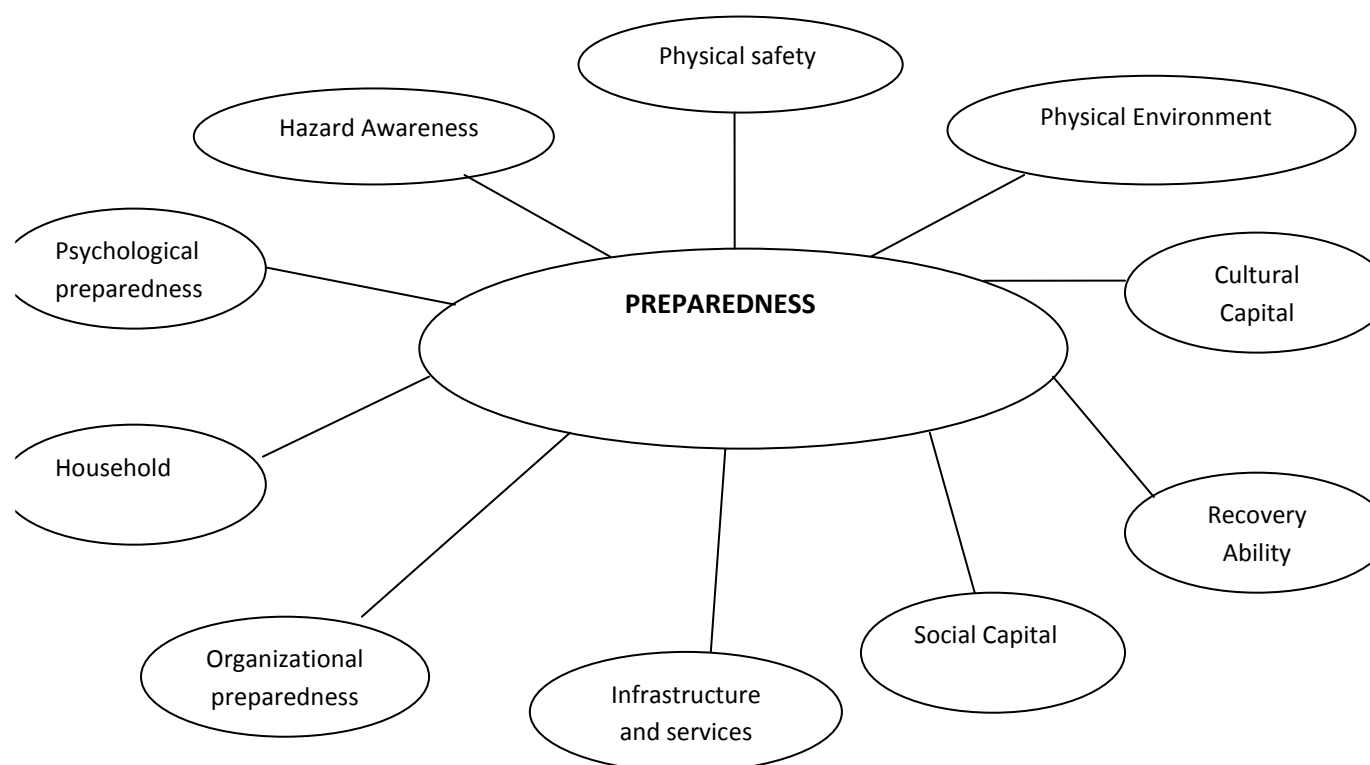 Physical safety
Hazard Awareness
Physical Environment
Psychological
preparedness
Cultural
Capital
PREPAREDNESS
Household
Recovery
Ability
Social Capital
Organizational
preparedness
Infrastructure
and services